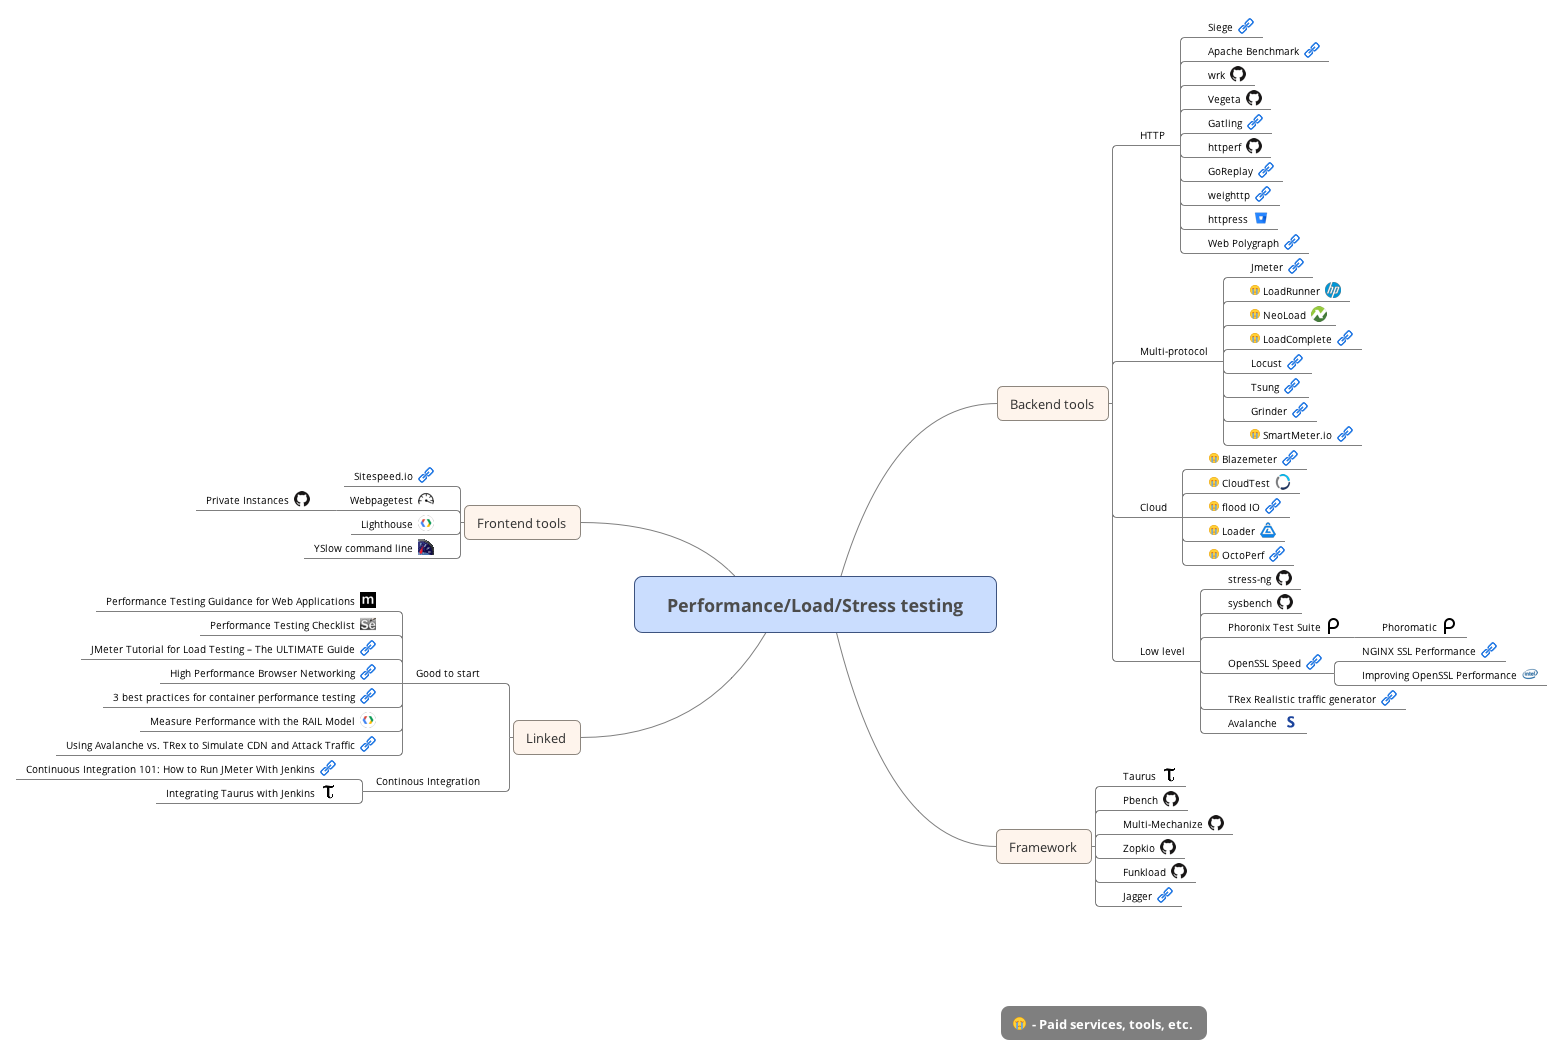 Performance/Load/Stress testing
Backend tools
HTTP
Siege
Apache Benchmark
wrk
Vegeta
Gatling
httperf
GoReplay
weighttp
httpress
Web Polygraph
Multi-protocol
Jmeter
LoadRunner
NeoLoad
LoadComplete
Locust
Tsung
Grinder
SmartMeter.io
Cloud
Blazemeter
CloudTest
flood IO
Loader
OctoPerf
Low level
stress-ng
sysbench
Phoronix Test Suite
Phoromatic
OpenSSL Speed
NGINX SSL Performance
Improving OpenSSL Performance
TRex Realistic traffic generator
Avalanche
Framework
Taurus
Pbench
Multi-Mechanize
Zopkio
Funkload
Jagger
Frontend tools
Sitespeed.io
Webpagetest
Private Instances
Lighthouse
YSlow command line
Linked
Good to start
Performance Testing Guidance for Web Applications
Performance Testing Checklist
JMeter Tutorial for Load Testing – The ULTIMATE Guide
High Performance Browser Networking
3 best practices for container performance testing
Measure Performance with the RAIL Model
Using Avalanche vs. TRex to Simulate CDN and Attack Traffic
Continous Integration
Continuous Integration 101: How to Run JMeter With Jenkins
Integrating Taurus with Jenkins
- Paid services, tools, etc.